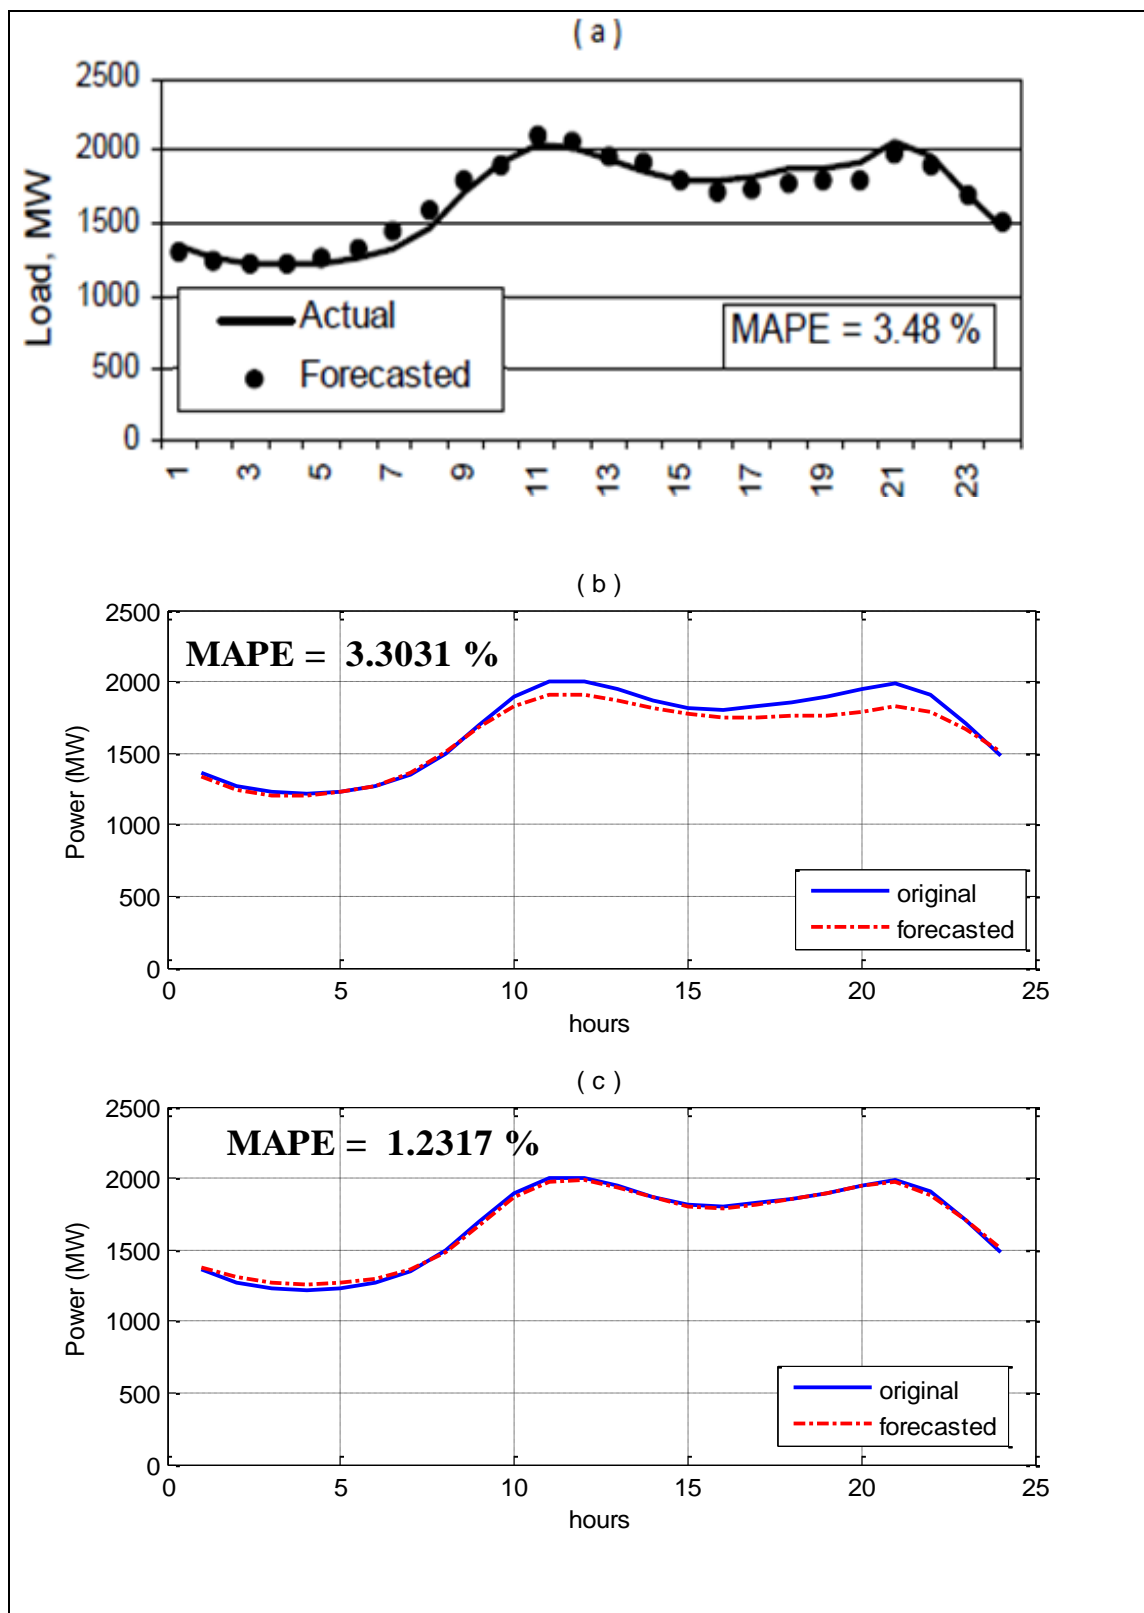 ( a )
2500
2000
1500
1000
500
0
Load, MW
Actual
Forecasted
MAPE = 3.48 %
1 3 5 7 9 11 13 15 17 19 21 23
( b )
2500
2000
1500
1000
500
0
Power (MW)
MAPE = 3.3031 %
original
forecasted
0 5 10 15 20 25
hours
( c )
2500
2000
1500
1000
500
0
Power (MW)
MAPE = 1.2317 %
original
forecasted
0 5 10 15 20 25
hours